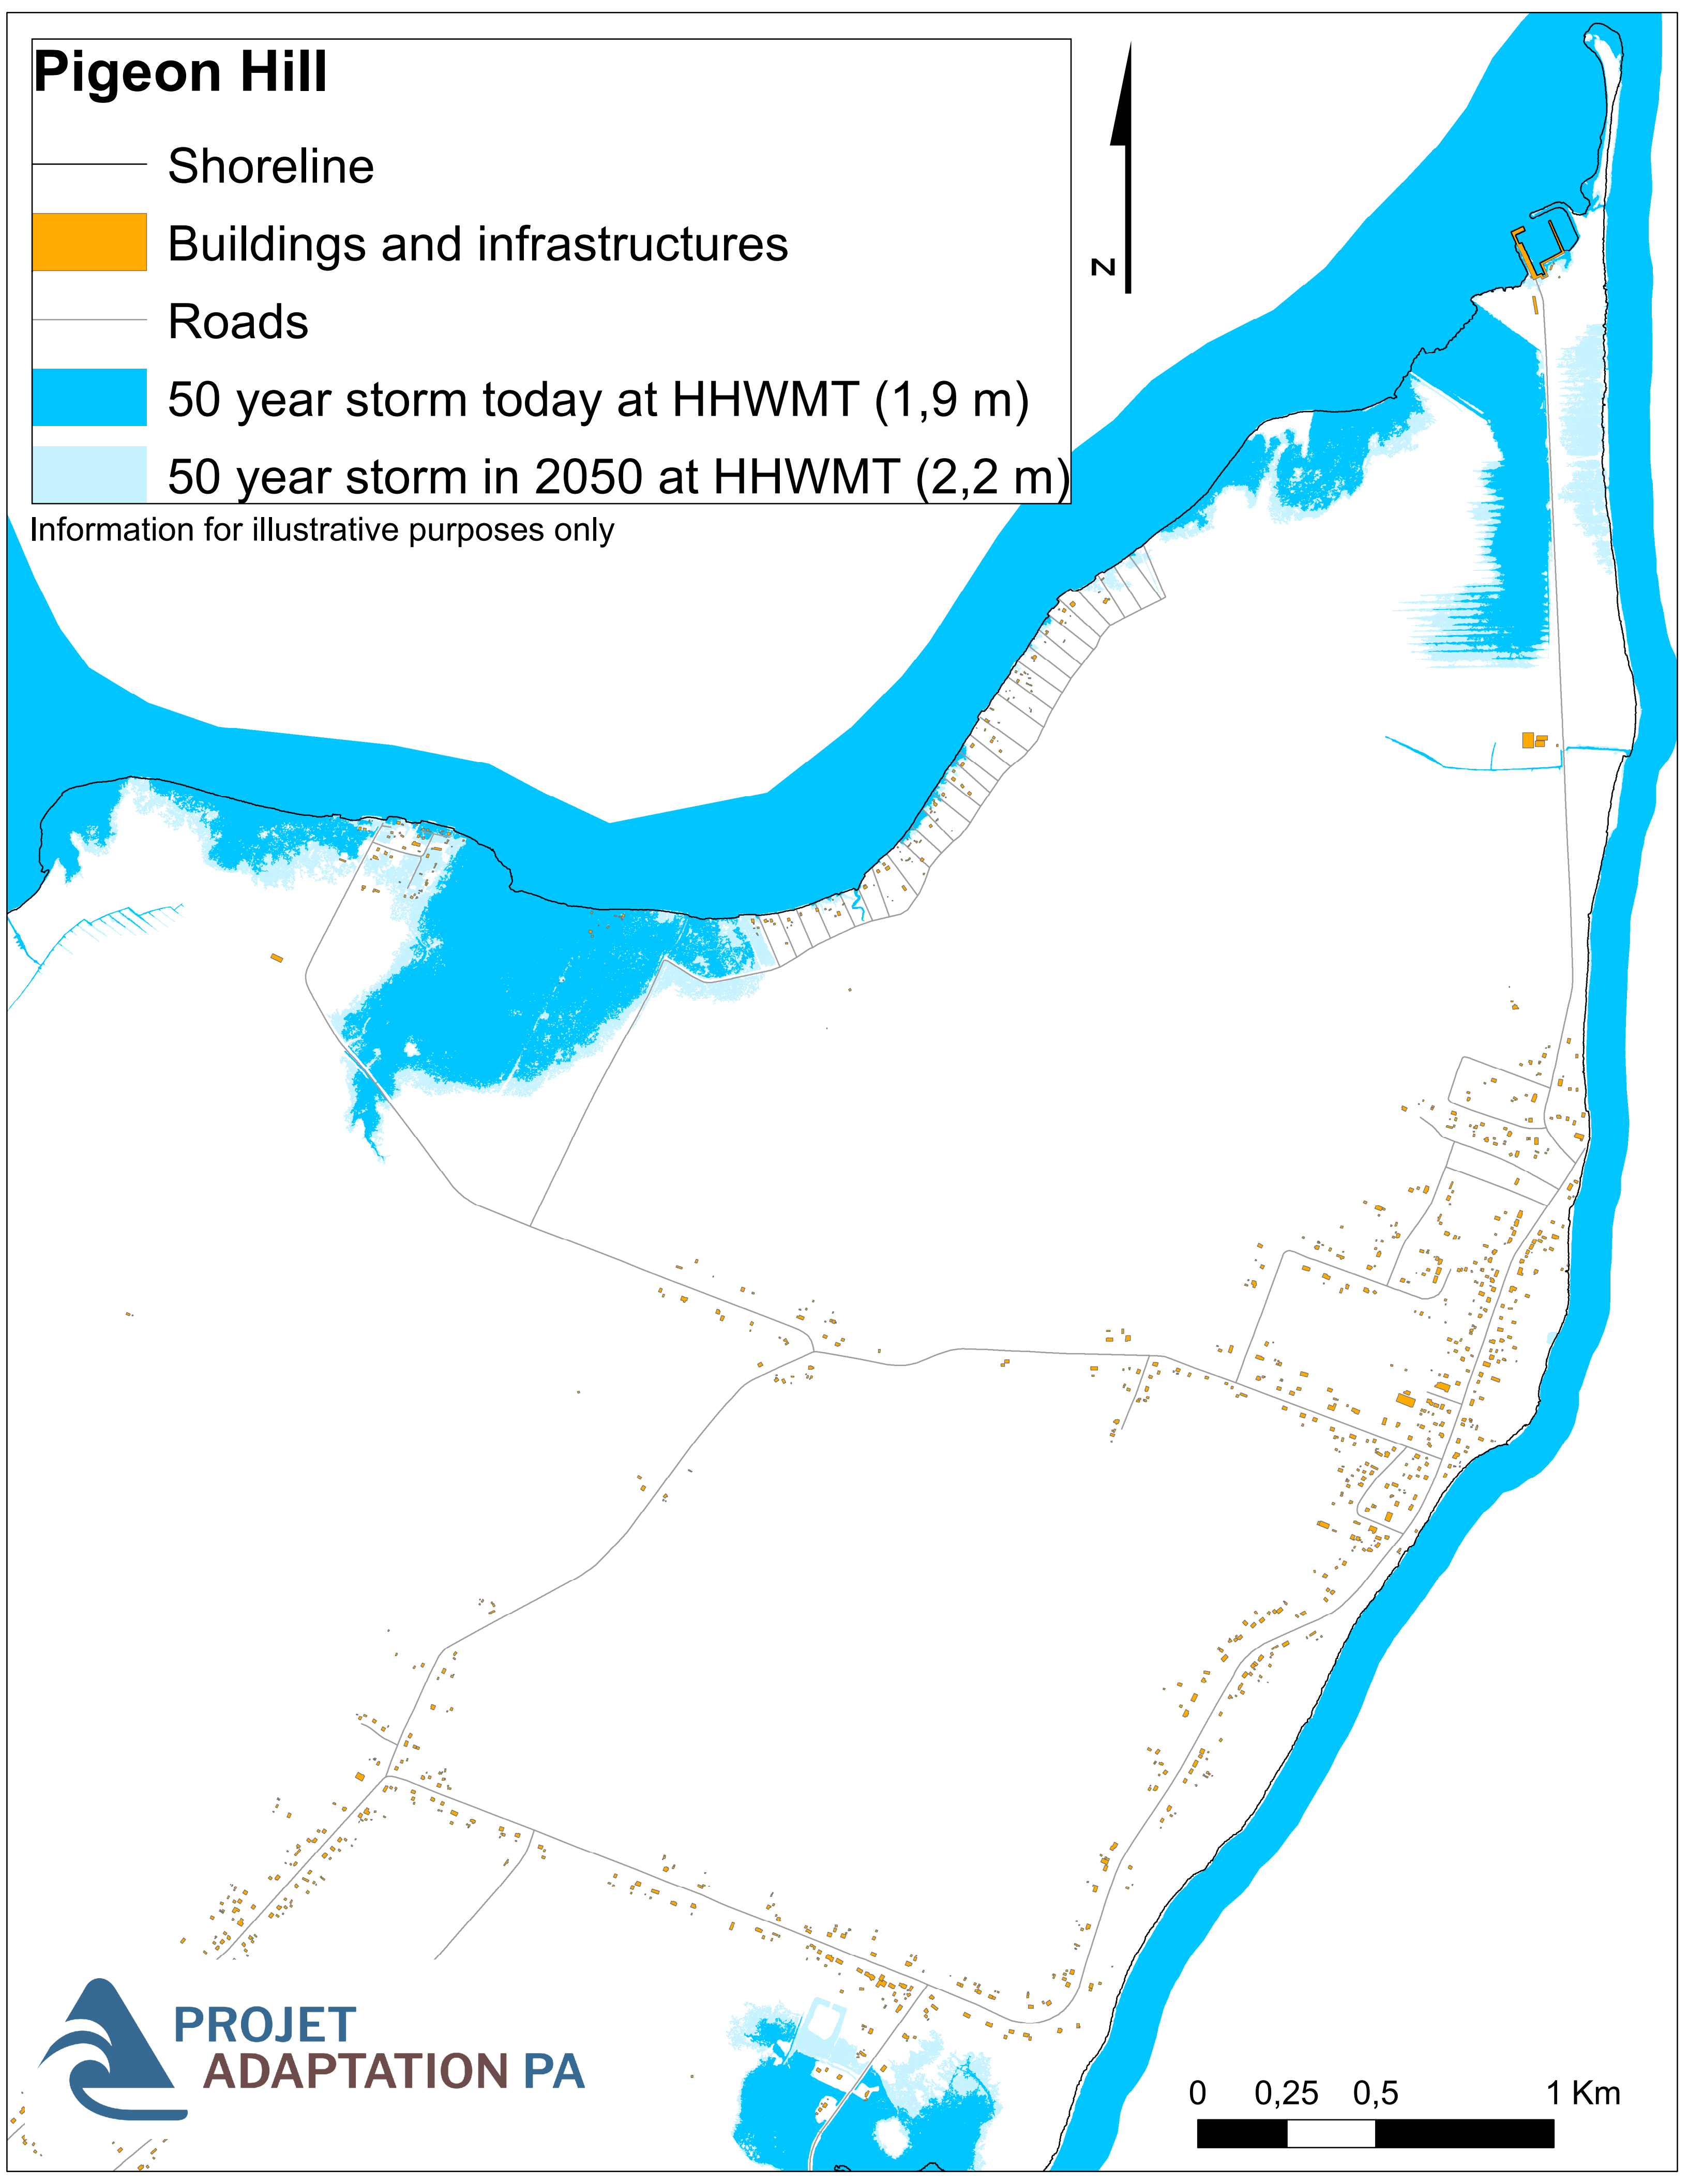 Pigeon Hill
Shoreline
Buildings and infrastructures
Roads
50 year storm today at HHWMT (1,9 m)
50 year storm in 2050 at HHWMT (2,2 m)
Information for illustrative purposes only
N
PROJET
ADAPTATION PA
0 0,25 0,5 1 Km